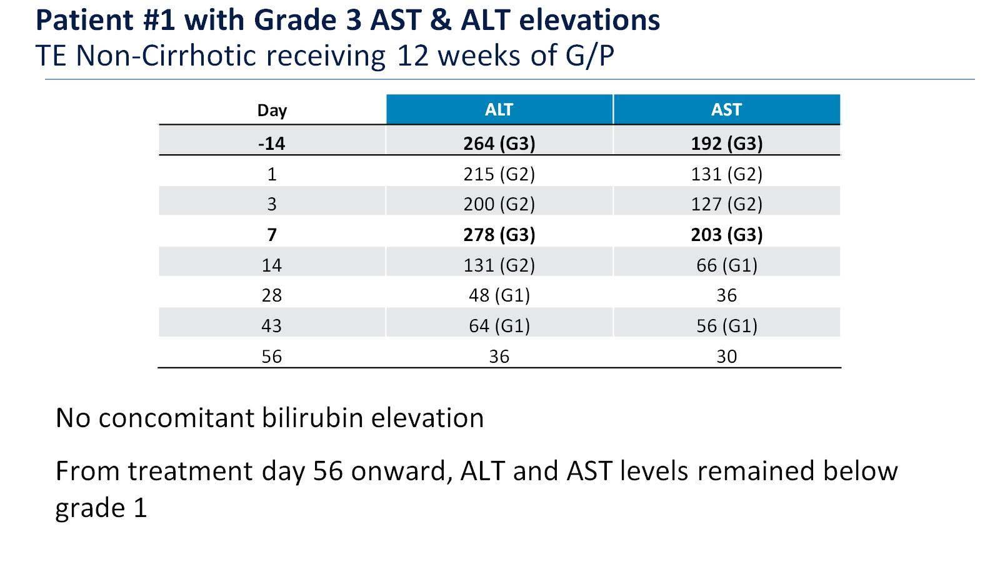 Patient #1 with Grade 3 AST & ALT elevations
TE Non-Cirrhotic receiving 12 weeks of G/P
Day ALT AST
-14 264 (G3) 192 (G3)
1 215 (G2) 131 (G2)
3 200 (G2) 127 (G2)
7 278 (G3) 203 (G3)
14 131 (G2) 66 (G1)
28 48 (G1) 36
43 64 (G1) 56 (G1)
56 36 30
No concomitant bilirubin elevation
From treatment day 56 onward, ALT and AST levels remained below
grade 1